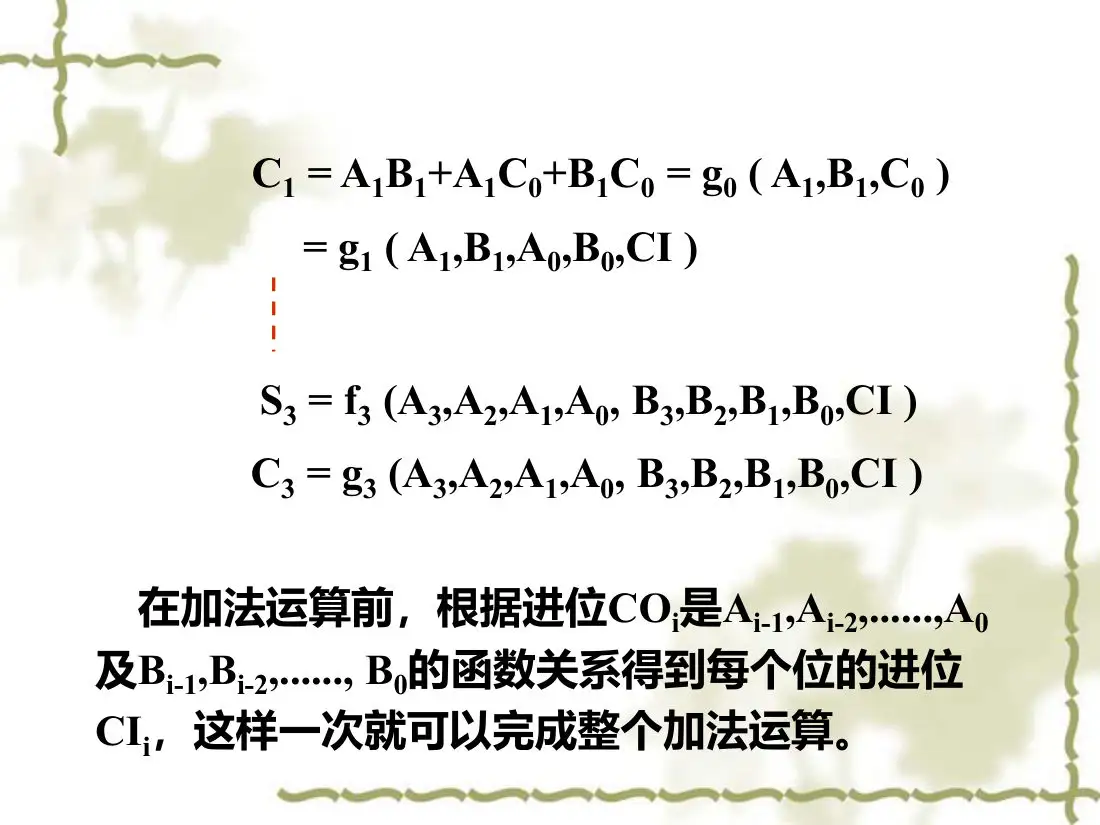 C₁ = A₁B₁+A₁C₀+B₁C₀ = g₀ ( A₁,B₁,C₀ )
= g₁ ( A₁,B₁,A₀,B₀,CI )
S₃ = f₃ (A₃,A₂,A₁,A₀, B₃,B₂,B₁,B₀,CI )
C₃ = g₃ (A₃,A₂,A₁,A₀, B₃,B₂,B₁,B₀,CI )
在加法运算前，根据进位COᵢ是Aᵢ₋₁,Aᵢ₋₂,......,A₀
及Bᵢ₋₁,Bᵢ₋₂,......, B₀的函数关系得到每个位的进位
CIᵢ，这样一次就可以完成整个加法运算。